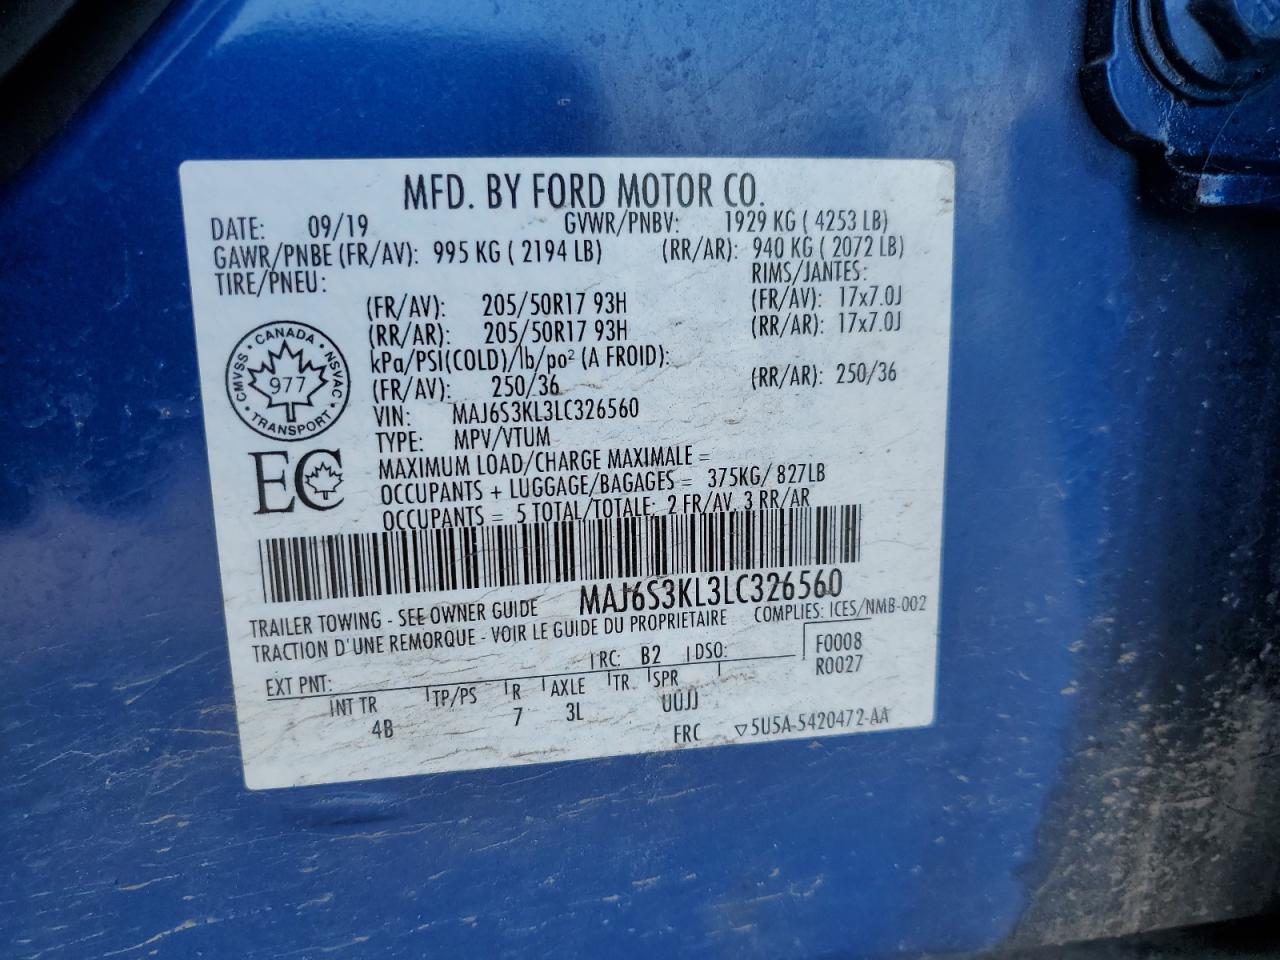 MFD. BY FORD MOTOR CO.
DATE: 09/19 GVWR/PNBV: 1929 KG ( 4253 LB)
GAWR/PNBE (FR/AV): 995 KG ( 2194 LB) (RR/AR): 940 KG ( 2072 LB)
TIRE/PNEU: RIMS/JANTES:
(FR/AV): 205/50R17 93H (FR/AV): 17x7.0J
(RR/AR): 205/50R17 93H (RR/AR): 17x7.0J
kPa/PSI(COLD)/lb/po² (A FROID):
(FR/AV): 250/36 (RR/AR): 250/36
VIN: MAJ6S3KL3LC326560
TYPE: MPV/VTUM
CMVSS • CANADA • NSVAC • TRANSPORT •
977
EC
MAXIMUM LOAD/CHARGE MAXIMALE =
OCCUPANTS + LUGGAGE/BAGAGES = 375KG/ 827LB
OCCUPANTS = 5 TOTAL/TOTALE: 2 FR/AV, 3 RR/AR
MAJ6S3KL3LC326560
TRAILER TOWING - SEE OWNER GUIDE COMPLIES: ICES/NMB-002
TRACTION D'UNE REMORQUE - VOIR LE GUIDE DU PROPRIETAIRE
RC: B2 DSO: F0008
EXT PNT: R0027
INT TR TP/PS R AXLE TR SPR
4B 7 3L UUJJ
FRC ▽5U5A-5420472-AA